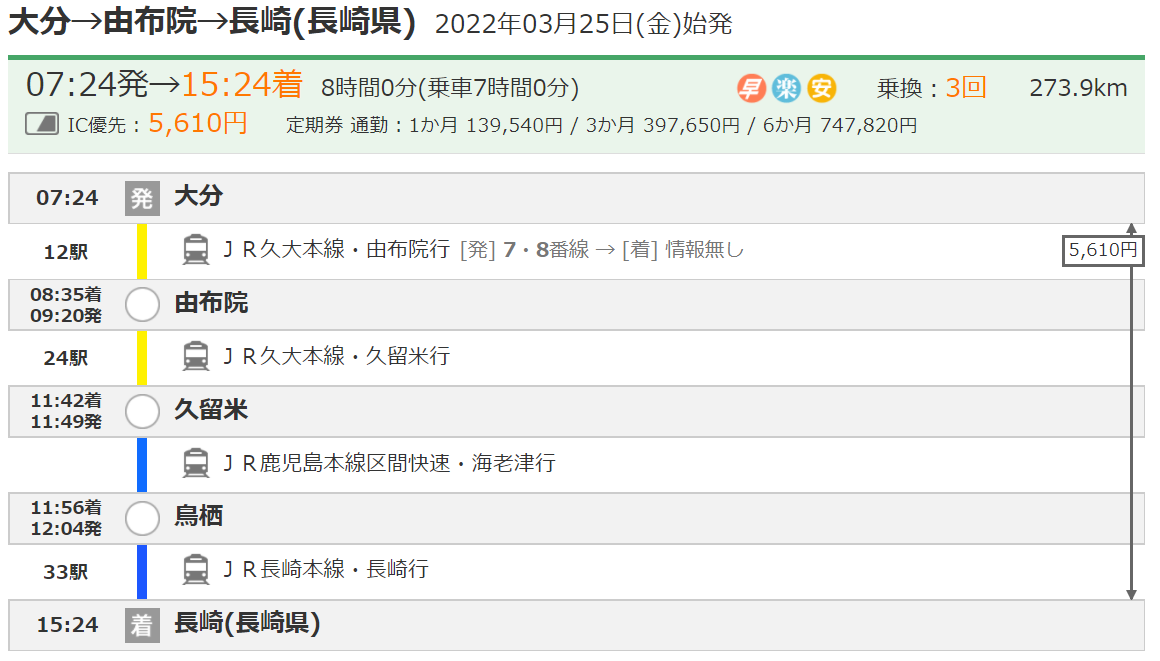 大分→由布院→長崎(長崎県) 2022年03月25日(金)始発
07:24発→15:24着 8時間0分(乗車7時間0分) 早 楽 安 乗換：3回 273.9km
IC優先：5,610円 定期券 通勤：1か月 139,540円 / 3か月 397,650円 / 6か月 747,820円
07:24 発 大分
12駅 ＪＲ久大本線・由布院行 [発] 7・8番線 → [着] 情報無し 5,610円
08:35着
09:20発 由布院
24駅 ＪＲ久大本線・久留米行
11:42着
11:49発 久留米
ＪＲ鹿児島本線区間快速・海老津行
11:56着
12:04発 鳥栖
33駅 ＪＲ長崎本線・長崎行
15:24 着 長崎(長崎県)